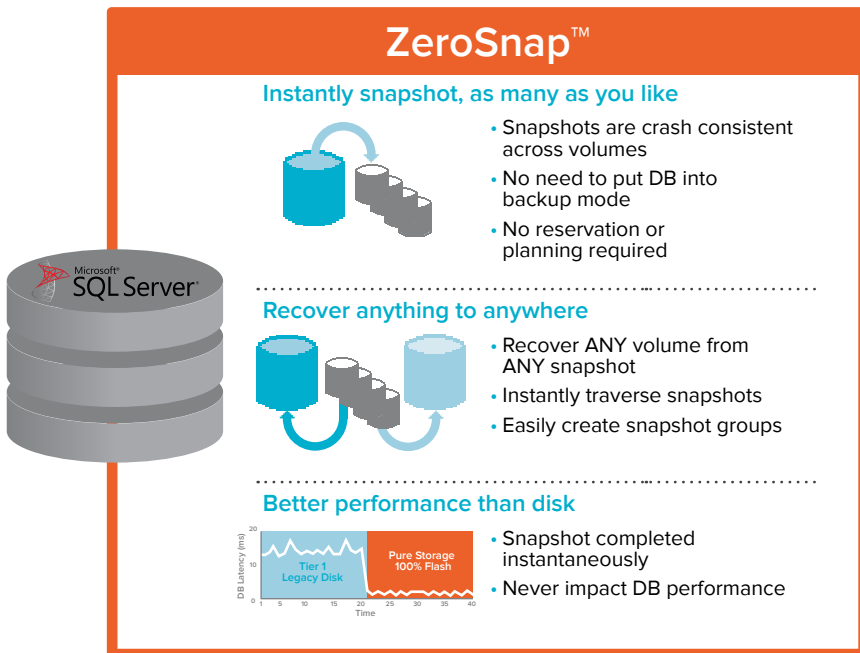 ZeroSnap™
Instantly snapshot, as many as you like
• Snapshots are crash consistent
across volumes
• No need to put DB into
backup mode
• No reservation or
planning required
Microsoft®
SQL Server®
Recover anything to anywhere
• Recover ANY volume from
ANY snapshot
• Instantly traverse snapshots
• Easily create snapshot groups
Better performance than disk
DB Latency (ms)
20
10
0
Tier 1
Legacy Disk
Pure Storage
100% Flash
1 5 10 15 20 25 30 35 40
Time
• Snapshot completed
instantaneously
• Never impact DB performance